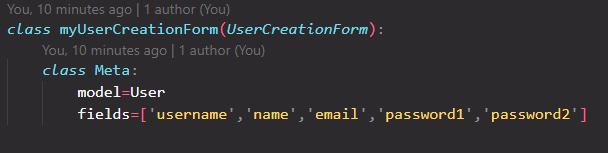 You, 10 minutes ago | 1 author (You)
class myUserCreationForm(UserCreationForm):
You, 10 minutes ago | 1 author (You)
class Meta:
model=User
fields=['username','name','email','password1','password2']